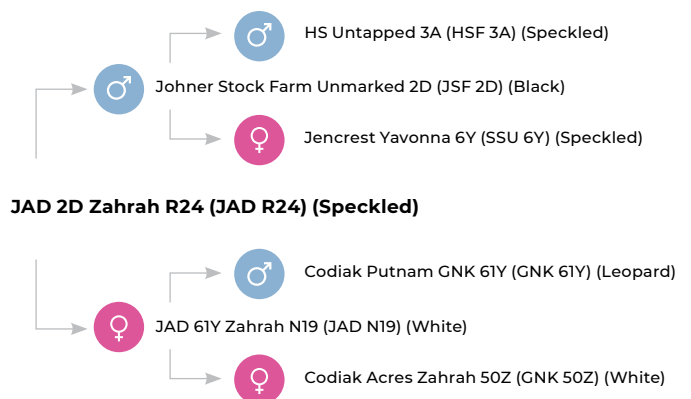 HS Untapped 3A (HSF 3A) (Speckled)
Johner Stock Farm Unmarked 2D (JSF 2D) (Black)
Jencrest Yavonna 6Y (SSU 6Y) (Speckled)
JAD 2D Zahrah R24 (JAD R24) (Speckled)
Codiak Putnam GNK 61Y (GNK 61Y) (Leopard)
JAD 61Y Zahrah N19 (JAD N19) (White)
Codiak Acres Zahrah 50Z (GNK 50Z) (White)